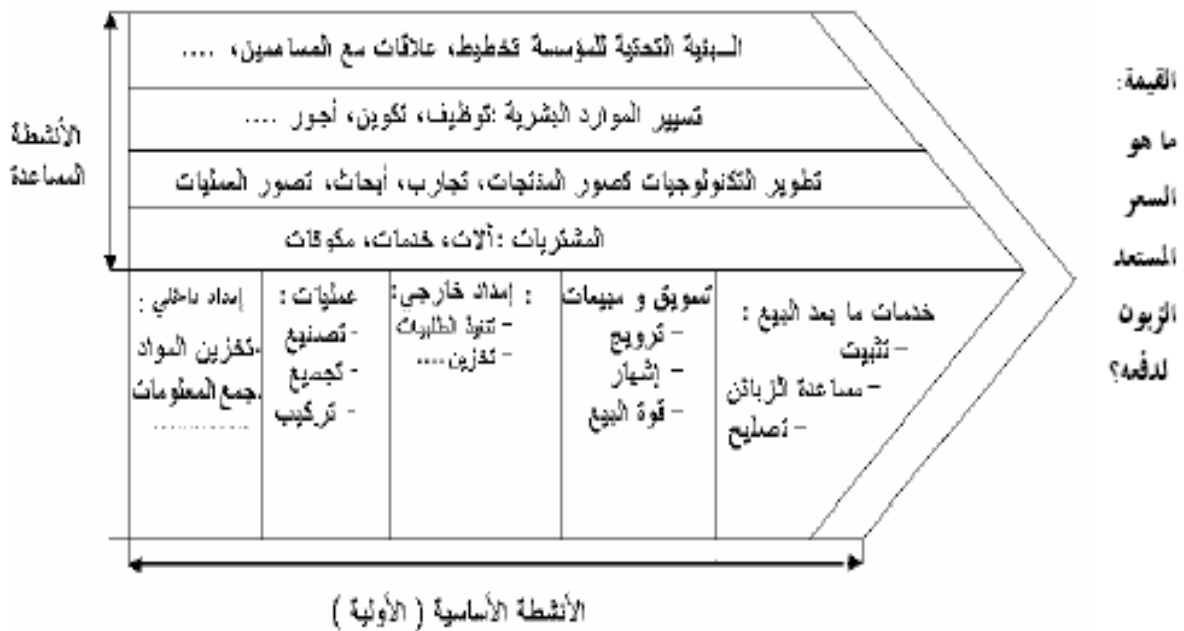 الـبنية التحتية للمؤسسة تخطيط، علاقات مع المساهمين، ....
تسيير الموارد البشرية :توظيف، تكوين، أجور ....
تطوير التكنولوجيات كصور المنتجات، تجارب، أبحاث، تصور العمليات
المشتريات :آلات، خدمات، مكونات
الأنشطة
المساعدة
إمداد داخلي :
تخزين المواد
جمع المعلومات
............
عمليات :
- تصنيع
- تجميع
- تركيب
إمداد خارجي: :
- تنفيذ الطلبيات
- تخزين....
تسويق و مبيعات
- ترويج
- إشهار
- قوة البيع
خدمات ما بعد البيع :
- تثبيت
- مساعدة الزبائن
- تصليح
القيمة:
ما هو
السعر
المستعد
الزبون
لدفعه؟
الأنشطة الأساسية ( الأولية )